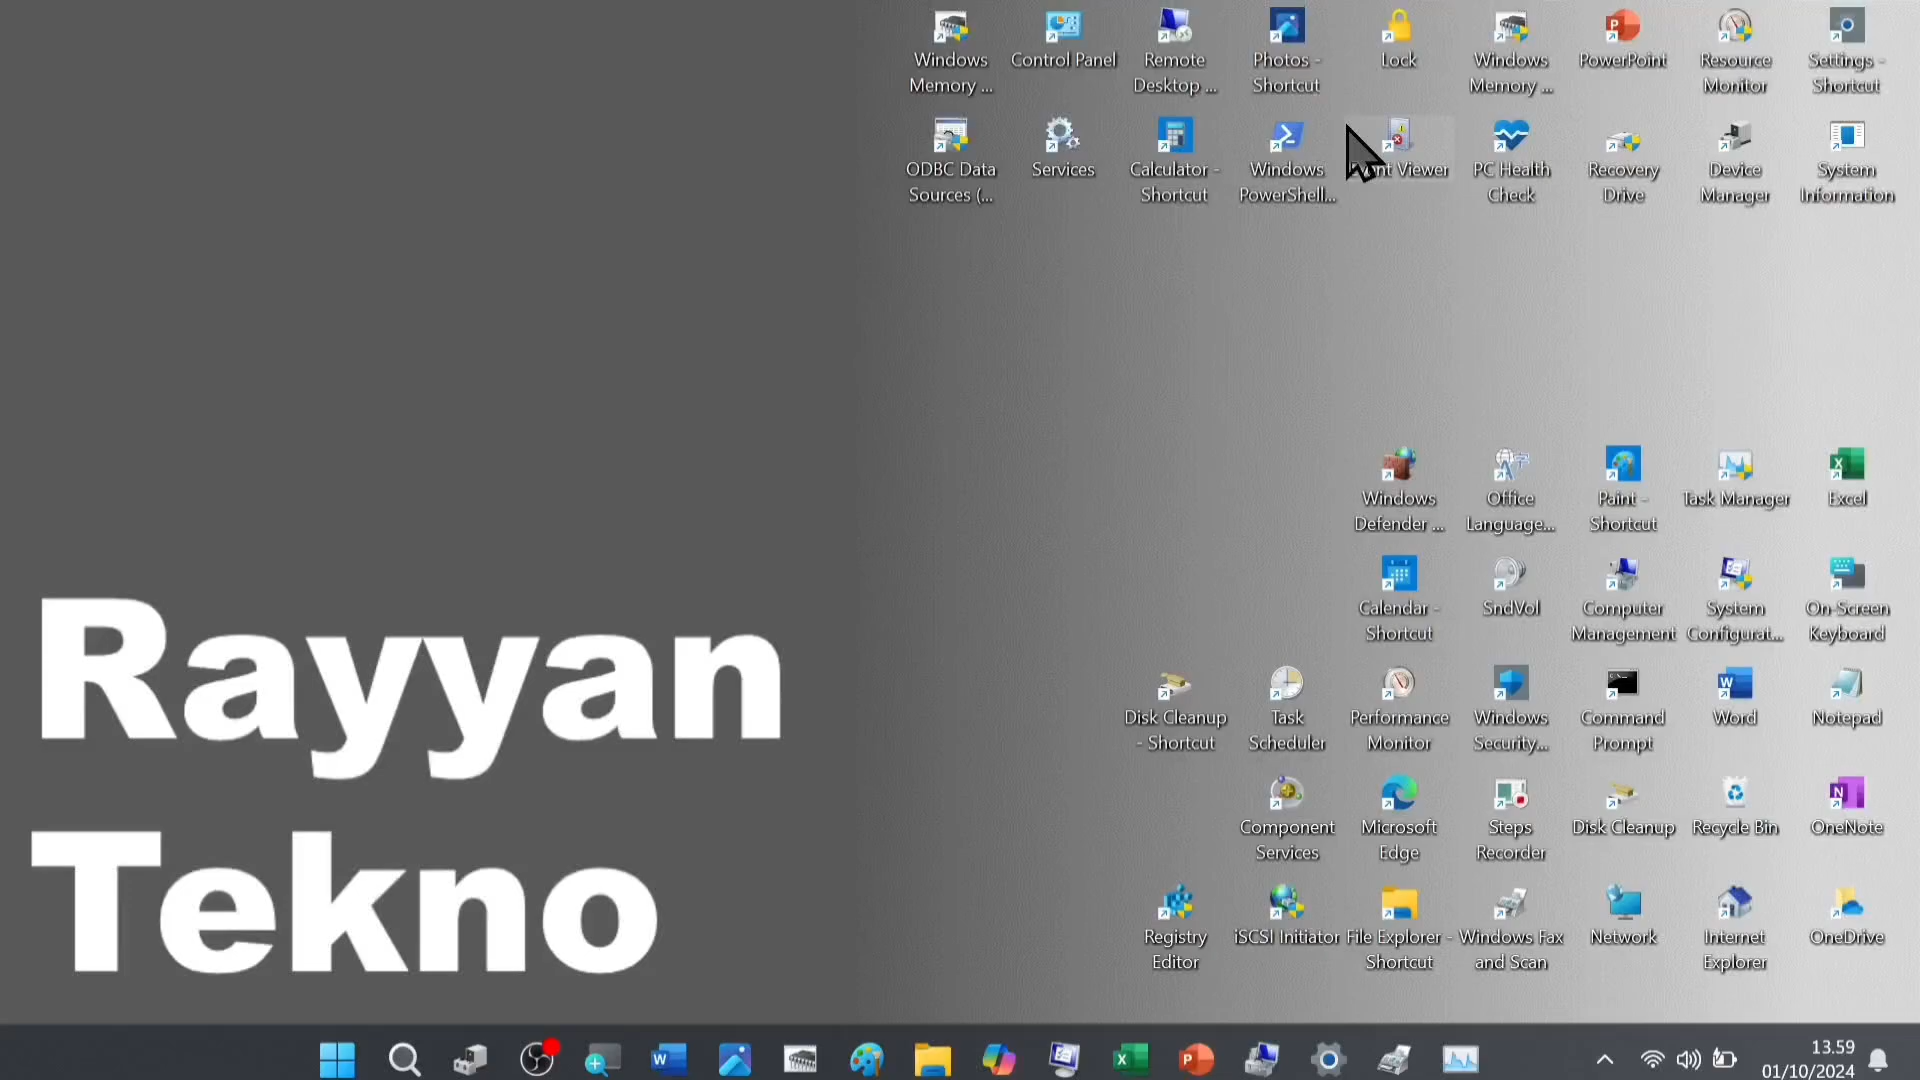 Windows Memory ...
Control Panel
Remote Desktop ...
Photos - Shortcut
Lock
Windows Memory ...
PowerPoint
Resource Monitor
Settings - Shortcut
ODBC Data Sources (...
Services
Calculator - Shortcut
Windows PowerShell...
nt Viewer
PC Health Check
Recovery Drive
Device Manager
System Information
Windows Defender ...
Office Language...
Paint - Shortcut
Task Manager
Excel
Calendar - Shortcut
SndVol
Computer Management
System Configurat...
On-Screen Keyboard
Disk Cleanup - Shortcut
Task Scheduler
Performance Monitor
Windows Security...
Command Prompt
Word
Notepad
Component Services
Microsoft Edge
Steps Recorder
Disk Cleanup
Recycle Bin
OneNote
Registry Editor
iSCSI Initiator
File Explorer - Shortcut
Windows Fax and Scan
Network
Internet Explorer
OneDrive
Rayyan
Tekno
13.59
01/10/2024